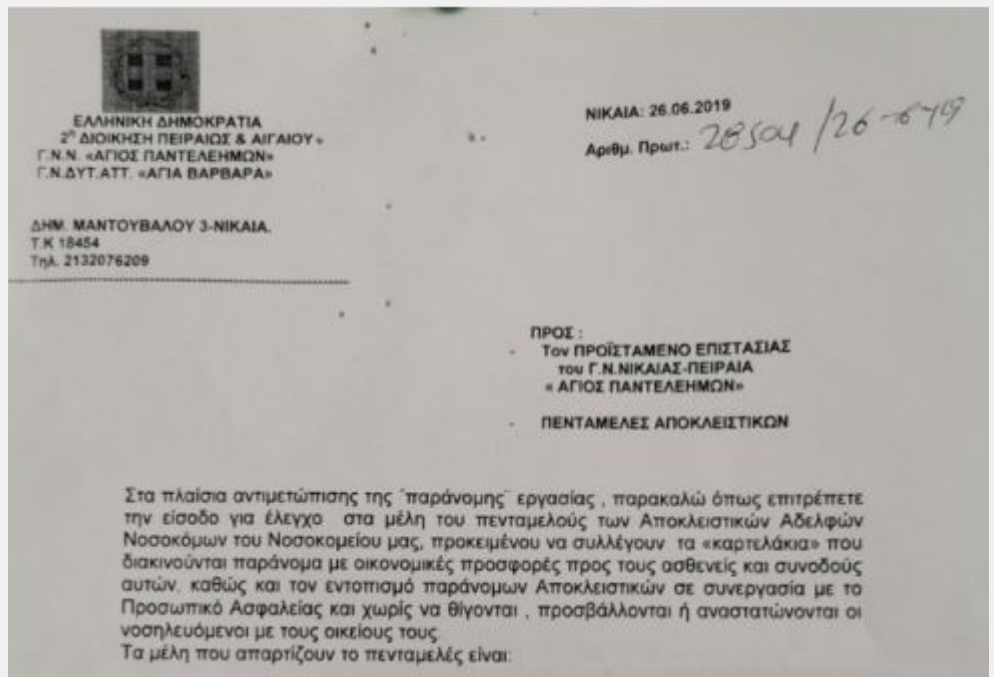 ΕΛΛΗΝΙΚΗ ΔΗΜΟΚΡΑΤΙΑ
2η ΔΙΟΙΚΗΣΗ ΠΕΙΡΑΙΩΣ & ΑΙΓΑΙΟΥ
Γ.Ν.Ν. «ΑΓΙΟΣ ΠΑΝΤΕΛΕΗΜΩΝ»
Γ.Ν.ΔΥΤ.ΑΤΤ. «ΑΓΙΑ ΒΑΡΒΑΡΑ»
ΔΗΜ. ΜΑΝΤΟΥΒΑΛΟΥ 3-ΝΙΚΑΙΑ.
Τ.Κ 18454
Τηλ. 2132076209
ΝΙΚΑΙΑ: 26.06.2019
Αριθμ. Πρωτ.: 28504 /26-6-19
ΠΡΟΣ :
Τον ΠΡΟΪΣΤΑΜΕΝΟ ΕΠΙΣΤΑΣΙΑΣ
του Γ.Ν.ΝΙΚΑΙΑΣ-ΠΕΙΡΑΙΑ
« ΑΓΙΟΣ ΠΑΝΤΕΛΕΗΜΩΝ»
ΠΕΝΤΑΜΕΛΕΣ ΑΠΟΚΛΕΙΣΤΙΚΩΝ
Στα πλαίσια αντιμετώπισης της ¨παράνομης¨ εργασίας , παρακαλώ όπως επιτρέπετε
την είσοδο για έλεγχο στα μέλη του πενταμελούς των Αποκλειστικών Αδελφών
Νοσοκόμων του Νοσοκομείου μας, προκειμένου να συλλέγουν τα «καρτελάκια» που
διακινούνται παράνομα με οικονομικές προσφορές προς τους ασθενείς και συνοδούς
αυτών, καθώς και τον εντοπισμό παράνομων Αποκλειστικών σε συνεργασία με το
Προσωπικό Ασφαλείας και χωρίς να θίγονται , προσβάλλονται ή αναστατώνονται οι
νοσηλευόμενοι με τους οικείους τους.
Τα μέλη που απαρτίζουν το πενταμελές είναι: